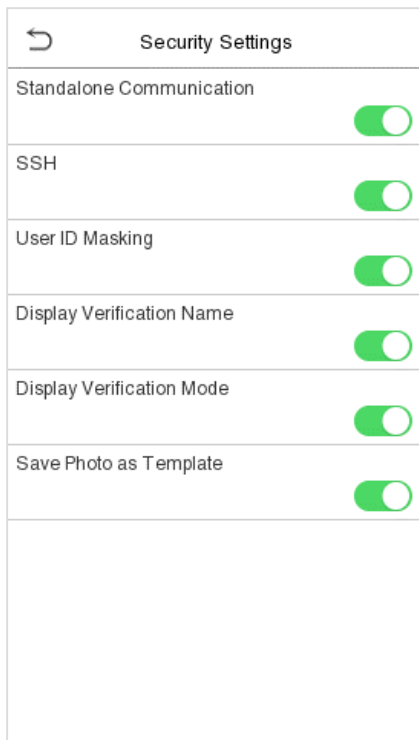 Security Settings
Standalone Communication
SSH
User ID Masking
Display Verification Name
Display Verification Mode
Save Photo as Template